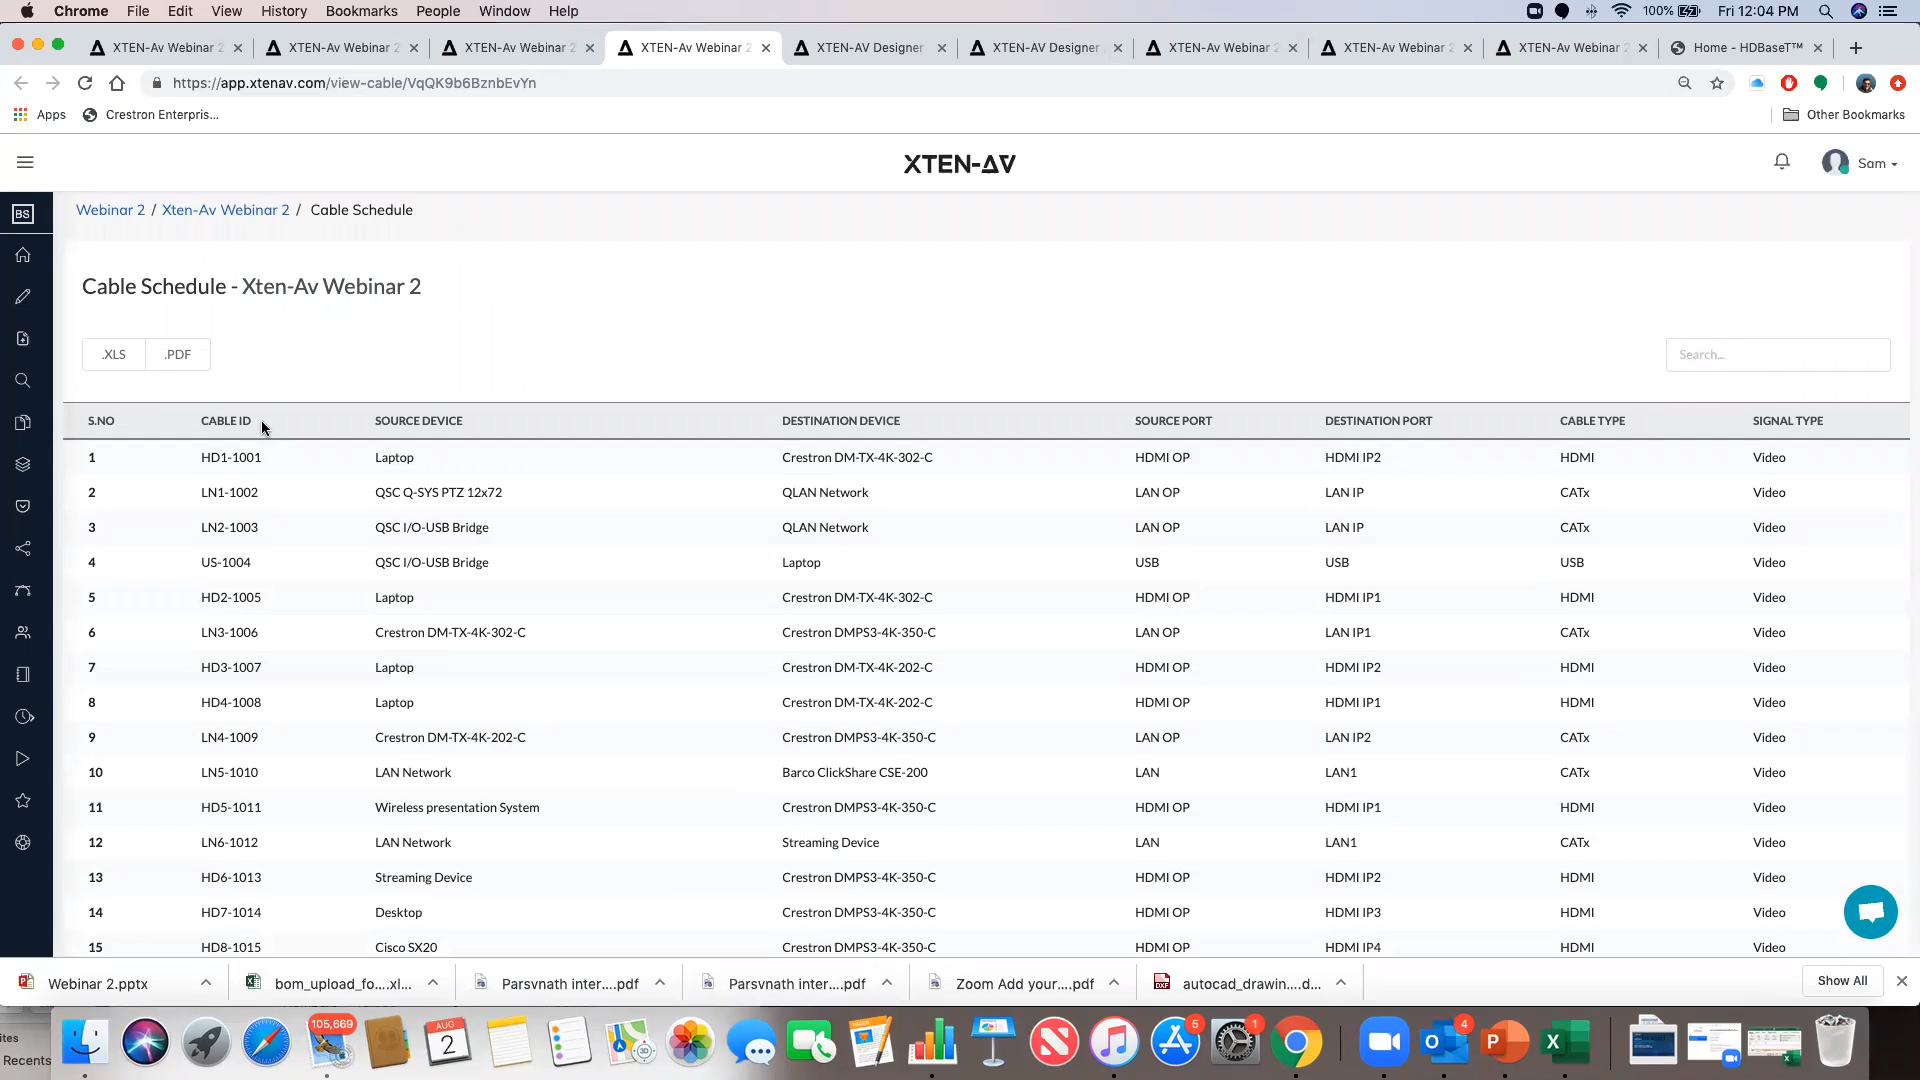 Chrome File Edit View History Bookmarks People Window Help 100% Fri 12:04 PM
XTEN-Av Webinar 2 XTEN-Av Webinar 2 XTEN-Av Webinar 2 XTEN-Av Webinar 2 XTEN-AV Designer XTEN-AV Designer XTEN-Av Webinar 2 XTEN-Av Webinar 2 XTEN-Av Webinar 2 Home - HDBaseT™
https://app.xtenav.com/view-cable/VqQK9b6BznbEvYn
Apps Crestron Enterpris... Other Bookmarks
XTEN-AV Sam
BS
Webinar 2 / Xten-Av Webinar 2 / Cable Schedule
Cable Schedule - Xten-Av Webinar 2
.XLS .PDF Search...
S.NO CABLE ID SOURCE DEVICE DESTINATION DEVICE SOURCE PORT DESTINATION PORT CABLE TYPE SIGNAL TYPE
1 HD1-1001 Laptop Crestron DM-TX-4K-302-C HDMI OP HDMI IP2 HDMI Video
2 LN1-1002 QSC Q-SYS PTZ 12x72 QLAN Network LAN OP LAN IP CATx Video
3 LN2-1003 QSC I/O-USB Bridge QLAN Network LAN OP LAN IP CATx Video
4 US-1004 QSC I/O-USB Bridge Laptop USB USB USB Video
5 HD2-1005 Laptop Crestron DM-TX-4K-302-C HDMI OP HDMI IP1 HDMI Video
6 LN3-1006 Crestron DM-TX-4K-302-C Crestron DMPS3-4K-350-C LAN OP LAN IP1 CATx Video
7 HD3-1007 Laptop Crestron DM-TX-4K-202-C HDMI OP HDMI IP2 HDMI Video
8 HD4-1008 Laptop Crestron DM-TX-4K-202-C HDMI OP HDMI IP1 HDMI Video
9 LN4-1009 Crestron DM-TX-4K-202-C Crestron DMPS3-4K-350-C LAN OP LAN IP2 CATx Video
10 LN5-1010 LAN Network Barco ClickShare CSE-200 LAN LAN1 CATx Video
11 HD5-1011 Wireless presentation System Crestron DMPS3-4K-350-C HDMI OP HDMI IP1 HDMI Video
12 LN6-1012 LAN Network Streaming Device LAN LAN1 CATx Video
13 HD6-1013 Streaming Device Crestron DMPS3-4K-350-C HDMI OP HDMI IP2 HDMI Video
14 HD7-1014 Desktop Crestron DMPS3-4K-350-C HDMI OP HDMI IP3 HDMI Video
15 HD8-1015 Cisco SX20 Crestron DMPS3-4K-350-C HDMI OP HDMI IP4 HDMI Video
Webinar 2.pptx bom_upload_fo....xl... Parsvnath inter....pdf Parsvnath inter....pdf Zoom Add your....pdf autocad_drawin....d... Show All
ites
Recents
105,669 AUG 2 5 1 4